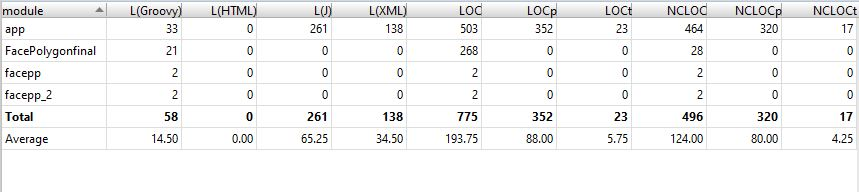 module L(Groovy) L(HTML) L(J) L(XML) LOC LOCp LOCt NCLOC NCLOCp NCLOCt
app 33 0 261 138 503 352 23 464 320 17
FacePolygonfinal 21 0 0 0 268 0 0 28 0 0
facepp 2 0 0 0 2 0 0 2 0 0
facepp_2 2 0 0 0 2 0 0 2 0 0
Total 58 0 261 138 775 352 23 496 320 17
Average 14.50 0.00 65.25 34.50 193.75 88.00 5.75 124.00 80.00 4.25